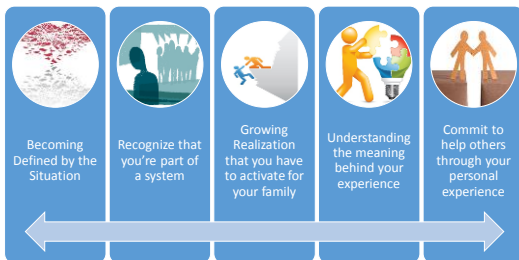 Becoming
Defined by the
Situation
Recognize that
you're part of
a system
Growing
Realization
that you have
to activate for
your family
Understanding
the meaning
behind your
experience
Commit to
help others
through your
personal
experience